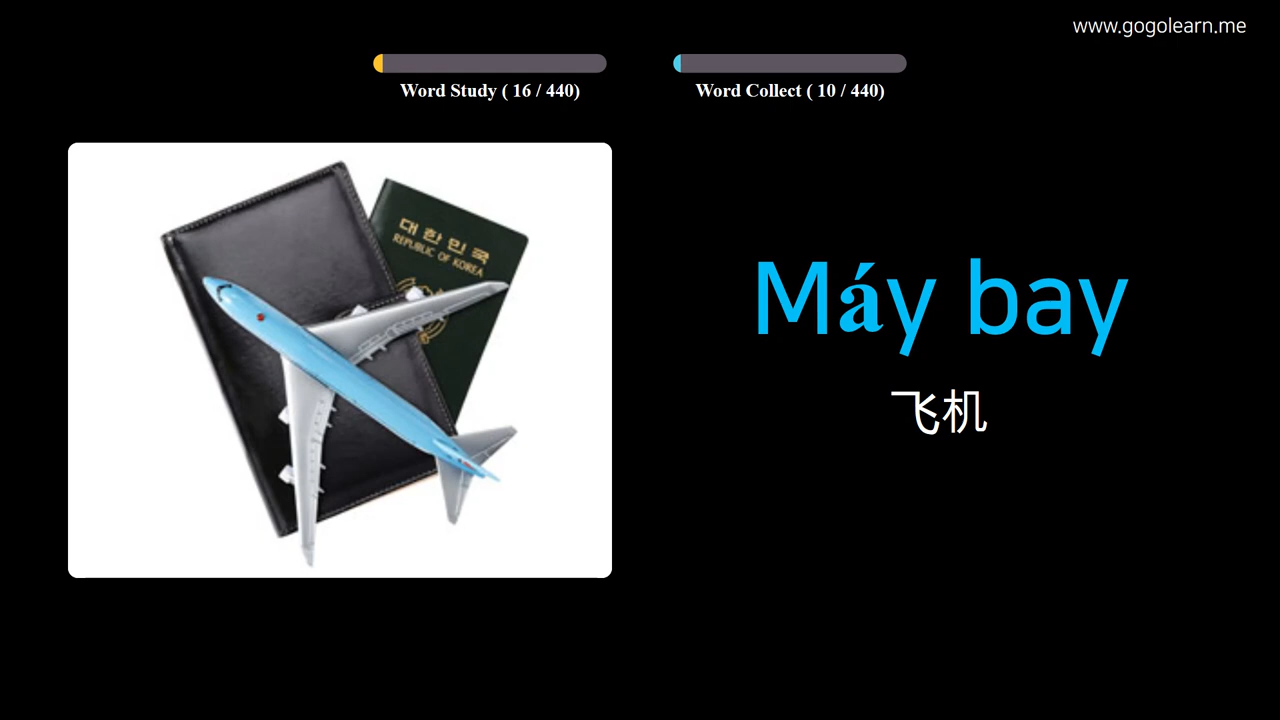 www.gogolearn.me
Word Study ( 16 / 440)
Word Collect ( 10 / 440)
대한민국
REPUBLIC OF KOREA
Máy bay
飞机